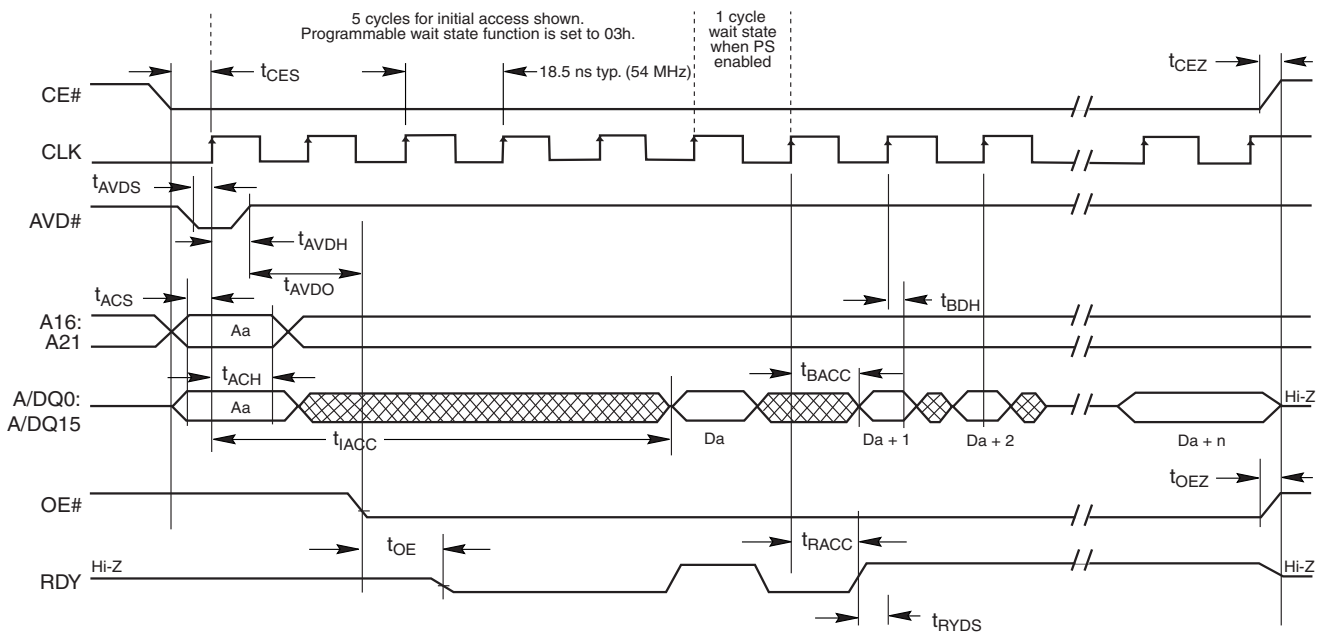 5 cycles for initial access shown.
Programmable wait state function is set to 03h.
1 cycle
wait state
when PS
enabled
tCES
18.5 ns typ. (54 MHz)
tCEZ
CE#
CLK
tAVDS
AVD#
tAVDH
tAVDO
tACS
tBDH
A16:
A21
Aa
tACH
tBACC
A/DQ0:
A/DQ15
Aa
Hi-Z
tIACC
Da
Da + 1
Da + 2
Da + n
tOEZ
OE#
tOE
tRACC
Hi-Z
RDY
Hi-Z
tRYDS